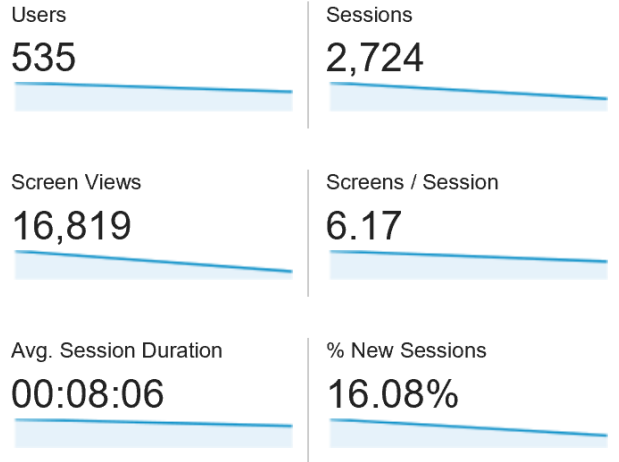 Users
535
Sessions
2,724
Screen Views
16,819
Screens / Session
6.17
Avg. Session Duration
00:08:06
% New Sessions
16.08%